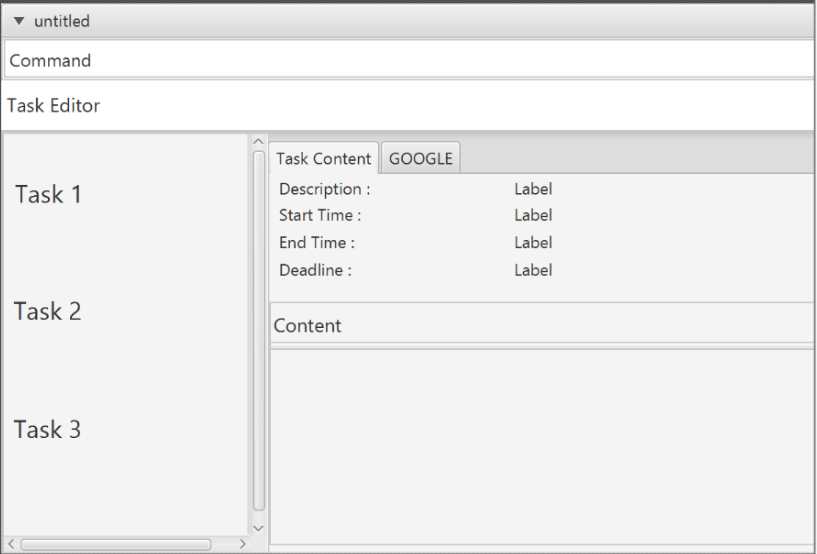 untitled
Command
Task Editor
Task 1
Task 2
Task 3
Task Content GOOGLE
Description : Label
Start Time : Label
End Time : Label
Deadline : Label
Content